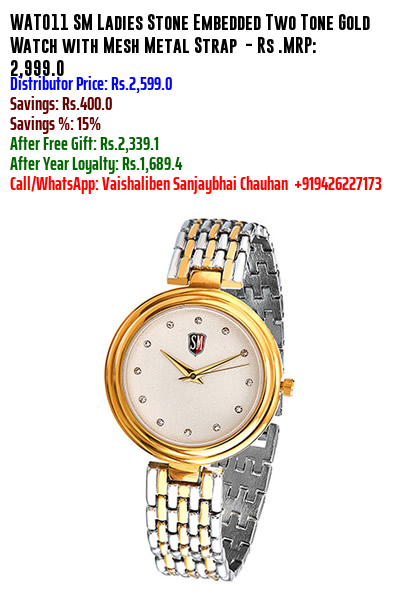 WAT011 SM Ladies Stone Embedded Two Tone Gold
Watch with Mesh Metal Strap - Rs .MRP:
2,999.0
Distributor Price: Rs.2,599.0
Savings: Rs.400.0
Savings %: 15%
After Free Gift: Rs.2,339.1
After Year Loyalty: Rs.1,689.4
Call/WhatsApp: Vaishaliben Sanjaybhai Chauhan +919426227173
SM